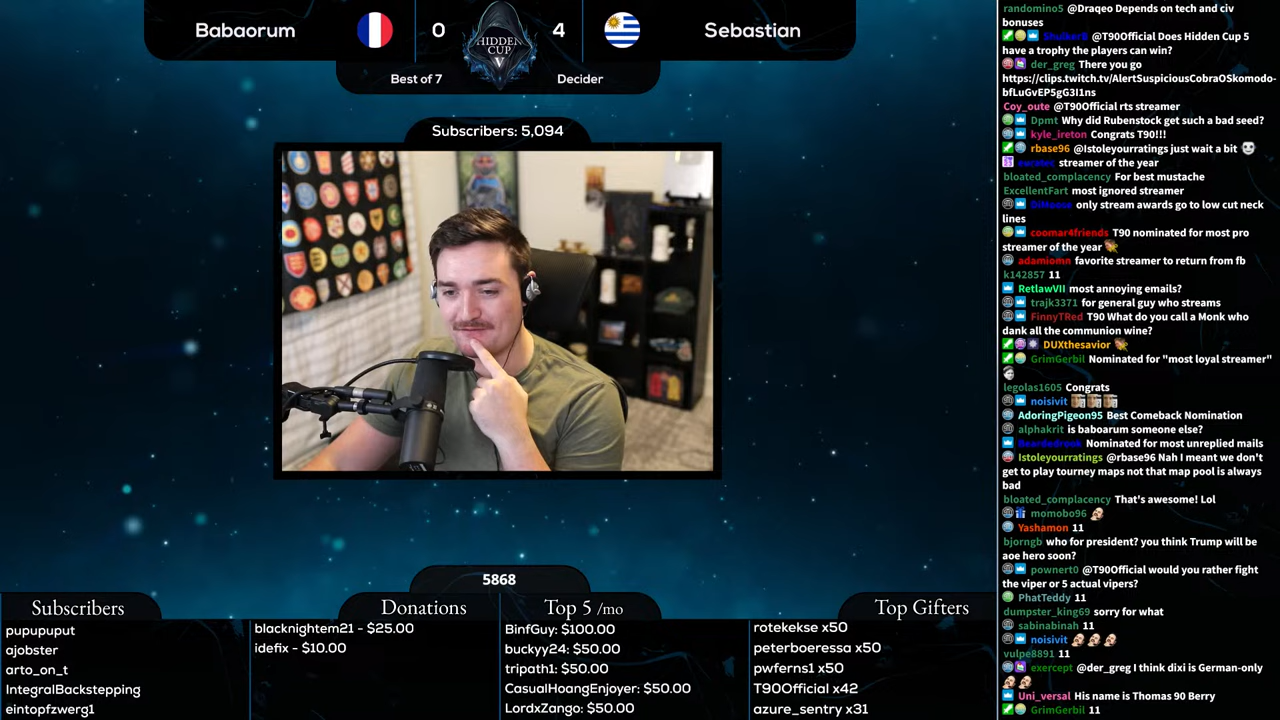 Babaorum
0
HIDDEN
CUP
V
4
Sebastian
Best of 7
Decider
Subscribers: 5,094
5868
Subscribers
pupupuput
ajobster
arto_on_t
IntegralBackstepping
eintopfzwerg1
Donations
blacknightem21 - $25.00
idefix - $10.00
Top 5 /mo
BinfGuy: $100.00
buckyy24: $50.00
tripath1: $50.00
CasualHoangEnjoyer: $50.00
LordxZango: $50.00
Top Gifters
rotekekse x50
peterboeressa x50
pwferns1 x50
T90Official x42
azure_sentry x31
randomino5 @Draqeo Depends on tech and civ
bonuses
ShulkerB @T90Official Does Hidden Cup 5
have a trophy the players can win?
der_greg There you go
https://clips.twitch.tv/AlertSuspiciousCobraOSkomodo-
bfLuGvEP5gG3I1ns
Coy_oute @T90Official rts streamer
Dpmt Why did Rubenstock get such a bad seed?
kyle_ireton Congrats T90!!!
rbase96 @Istoleyourratings just wait a bit
streamer of the year
bloated_complacency For best mustache
ExcellentFart most ignored streamer
only stream awards go to low cut neck
lines
coomar4friends T90 nominated for most pro
streamer of the year
adamiomn favorite streamer to return from fb
k142857 11
RetlawVII most annoying emails?
trajk3371 for general guy who streams
FinnyTRed T90 What do you call a Monk who
dank all the communion wine?
DUXthesavior
GrimGerbil Nominated for "most loyal streamer"
legolas1605 Congrats
noisivit
AdoringPigeon95 Best Comeback Nomination
alphakrit is baboarum someone else?
Nominated for most unreplied mails
Istoleyourratings @rbase96 Nah I meant we don't
get to play tourney maps not that map pool is always
bad
bloated_complacency That's awesome! Lol
momobo96
Yashamon 11
bjorngb who for president? you think Trump will be
aoe hero soon?
pownert0 @T90Official would you rather fight
the viper or 5 actual vipers?
PhatTeddy 11
dumpster_king69 sorry for what
sabinabinah 11
noisivit
vulpe8891 11
exercept @der_greg I think dixi is German-only
Uni_versal His name is Thomas 90 Berry
GrimGerbil 11